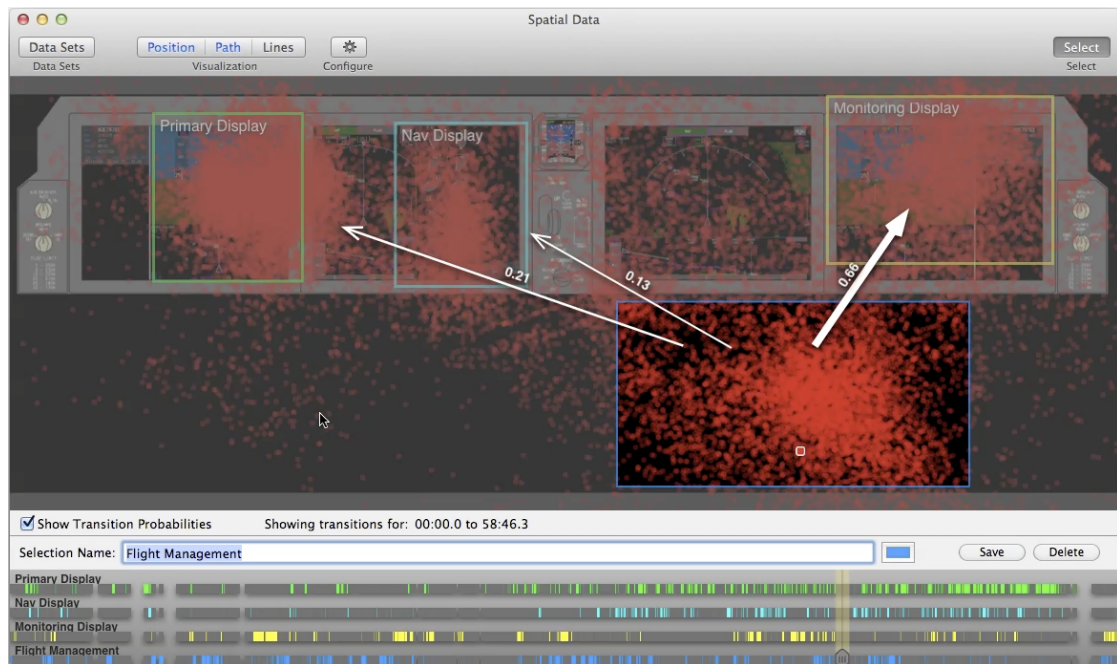 Spatial Data
Data Sets
Position Path Lines
Select
Data Sets
Visualization
Configure
Select
Monitoring Display
Primary Display
Nav Display
0.21
0.13
0.66
Show Transition Probabilities
Showing transitions for: 00:00.0 to 58:46.3
Selection Name: Flight Management
Save
Delete
Primary Display
Nav Display
Monitoring Display
Flight Management